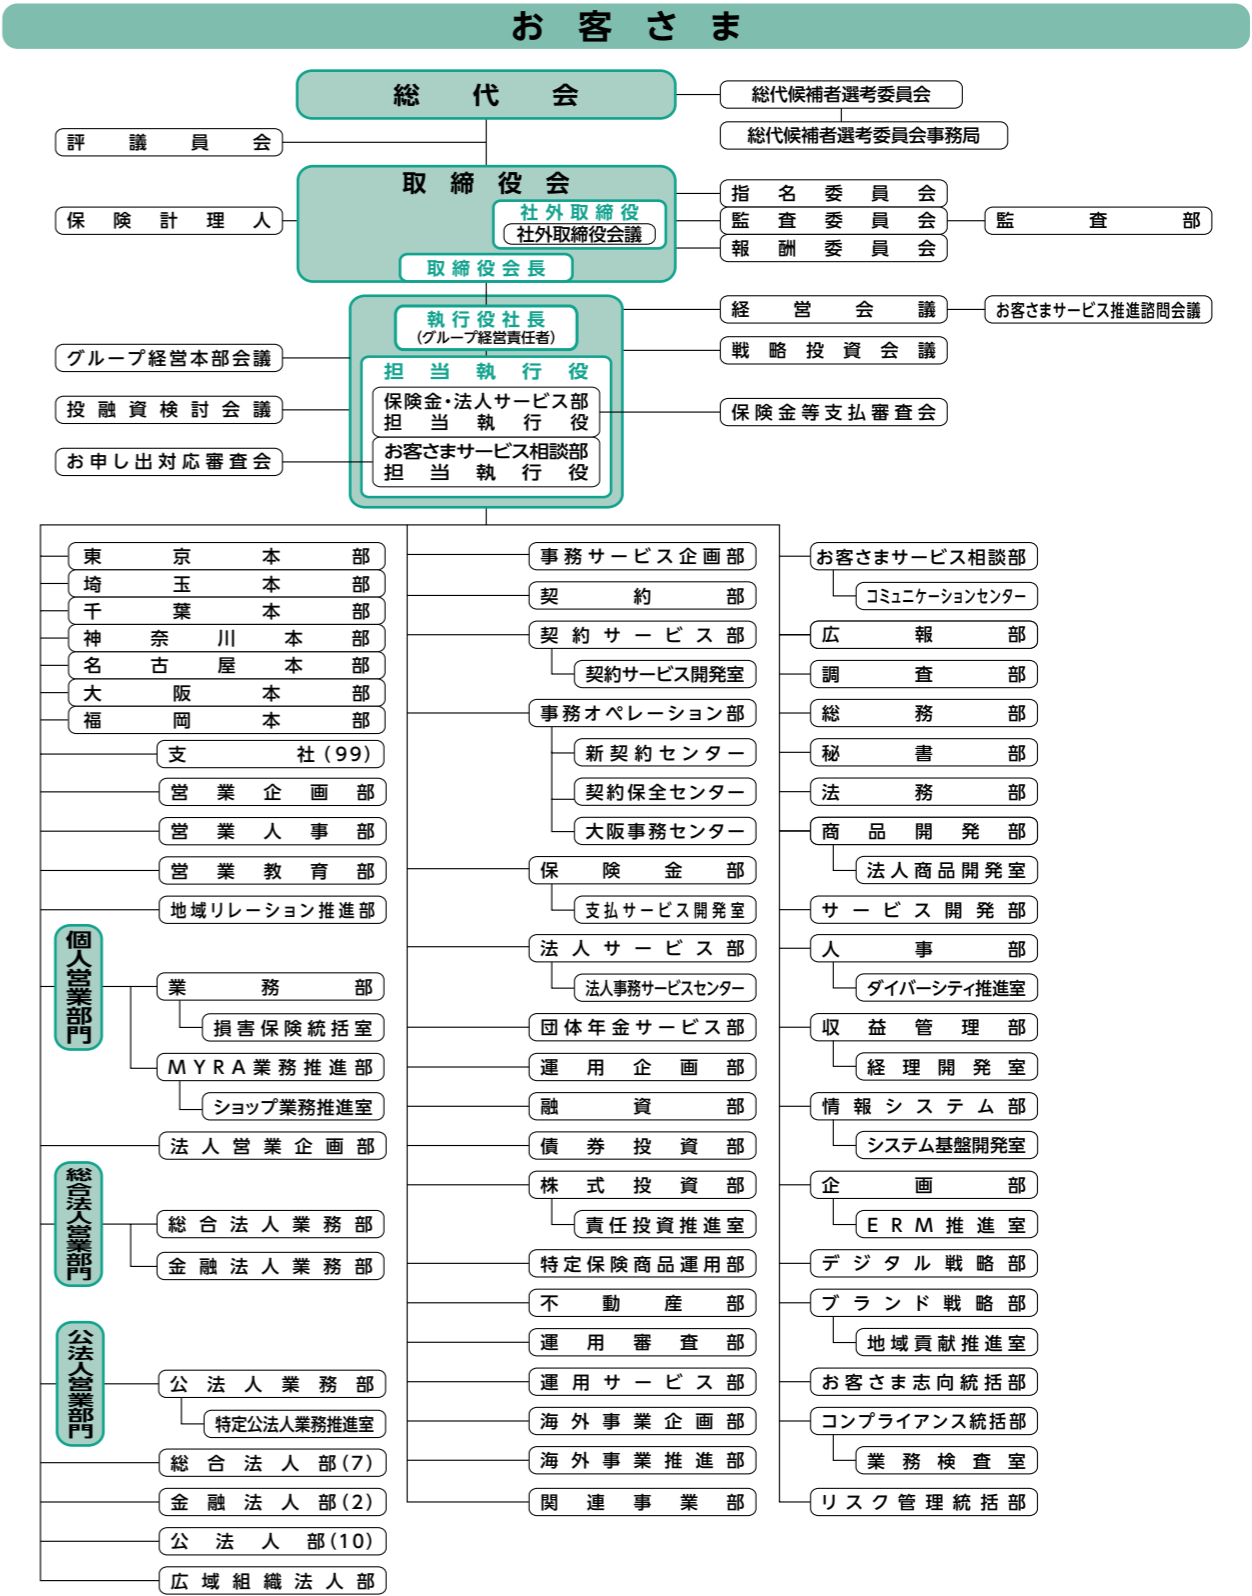 お客さま
総代会
総代候補者選考委員会
総代候補者選考委員会事務局
評議員会
取締役会
社外取締役
社外取締役会議
取締役会長
保険計理人
指名委員会
監査委員会
監査部
報酬委員会
執行役社長
(グループ経営責任者)
経営会議
お客さまサービス推進諮問会議
戦略投資会議
グループ経営本部会議
担当執行役
投融資検討会議
保険金・法人サービス部
担当執行役
保険金等支払審査会
お申し出対応審査会
お客さまサービス相談部
担当執行役
東京本部
埼玉本部
千葉本部
神奈川本部
名古屋本部
大阪本部
福岡本部
支社(99)
営業企画部
営業人事部
営業教育部
地域リレーション推進部
個人営業部門
業務部
損害保険統括室
MYRA業務推進部
ショップ業務推進室
法人営業企画部
総合法人営業部門
総合法人業務部
金融法人業務部
公法人営業部門
公法人業務部
特定公法人業務推進室
総合法人部(7)
金融法人部(2)
公法人部(10)
広域組織法人部
事務サービス企画部
契約部
契約サービス部
契約サービス開発室
事務オペレーション部
新契約センター
契約保全センター
大阪事務センター
保険金部
支払サービス開発室
法人サービス部
法人事務サービスセンター
団体年金サービス部
運用企画部
融資部
債券投資部
株式投資部
責任投資推進室
特定保険商品運用部
不動産部
運用審査部
運用サービス部
海外事業企画部
海外事業推進部
関連事業部
お客さまサービス相談部
コミュニケーションセンター
広報部
調査部
総務部
秘書部
法務部
商品開発部
法人商品開発室
サービス開発部
人事部
ダイバーシティ推進室
収益管理部
経理開発室
情報システム部
システム基盤開発室
企画部
ERM推進室
デジタル戦略部
ブランド戦略部
地域貢献推進室
お客さま志向統括部
コンプライアンス統括部
業務検査室
リスク管理統括部